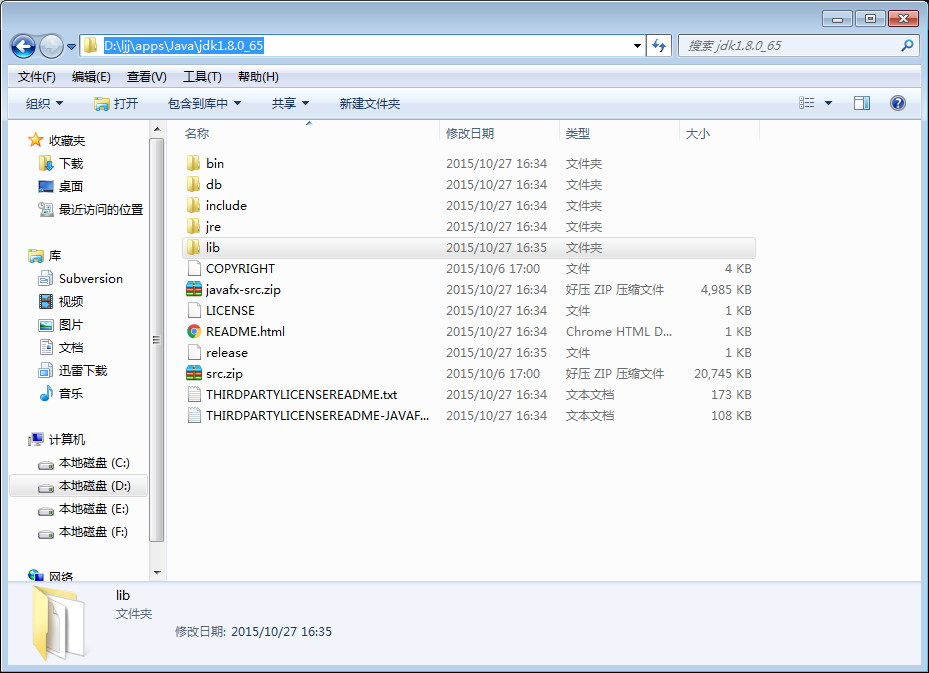 D:\ljj\apps\Java\jdk1.8.0_65
搜索 jdk1.8.0_65
文件(F) 编辑(E) 查看(V) 工具(T) 帮助(H)
组织 打开 包含到库中 共享 新建文件夹
收藏夹
下载
桌面
最近访问的位置
库
Subversion
视频
图片
文档
迅雷下载
音乐
计算机
本地磁盘 (C:)
本地磁盘 (D:)
本地磁盘 (E:)
本地磁盘 (F:)
网络
名称 修改日期 类型 大小
bin 2015/10/27 16:34 文件夹
db 2015/10/27 16:34 文件夹
include 2015/10/27 16:34 文件夹
jre 2015/10/27 16:34 文件夹
lib 2015/10/27 16:35 文件夹
COPYRIGHT 2015/10/6 17:00 文件 4 KB
javafx-src.zip 2015/10/27 16:34 好压 ZIP 压缩文件 4,985 KB
LICENSE 2015/10/27 16:34 文件 1 KB
README.html 2015/10/27 16:34 Chrome HTML D... 1 KB
release 2015/10/27 16:35 文件 1 KB
src.zip 2015/10/6 17:00 好压 ZIP 压缩文件 20,745 KB
THIRDPARTYLICENSEREADME.txt 2015/10/27 16:34 文本文档 173 KB
THIRDPARTYLICENSEREADME-JAVAF... 2015/10/27 16:34 文本文档 108 KB
lib
文件夹
修改日期: 2015/10/27 16:35